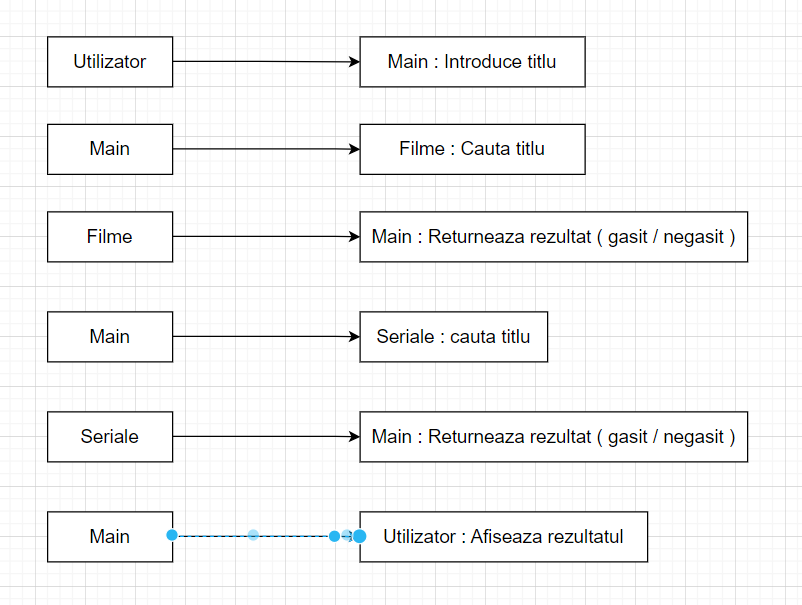 Utilizator
Main : Introduce titlu
Main
Filme : Cauta titlu
Filme
Main : Returneaza rezultat ( gasit / negasit )
Main
Seriale : cauta titlu
Seriale
Main : Returneaza rezultat ( gasit / negasit )
Main
Utilizator : Afiseaza rezultatul